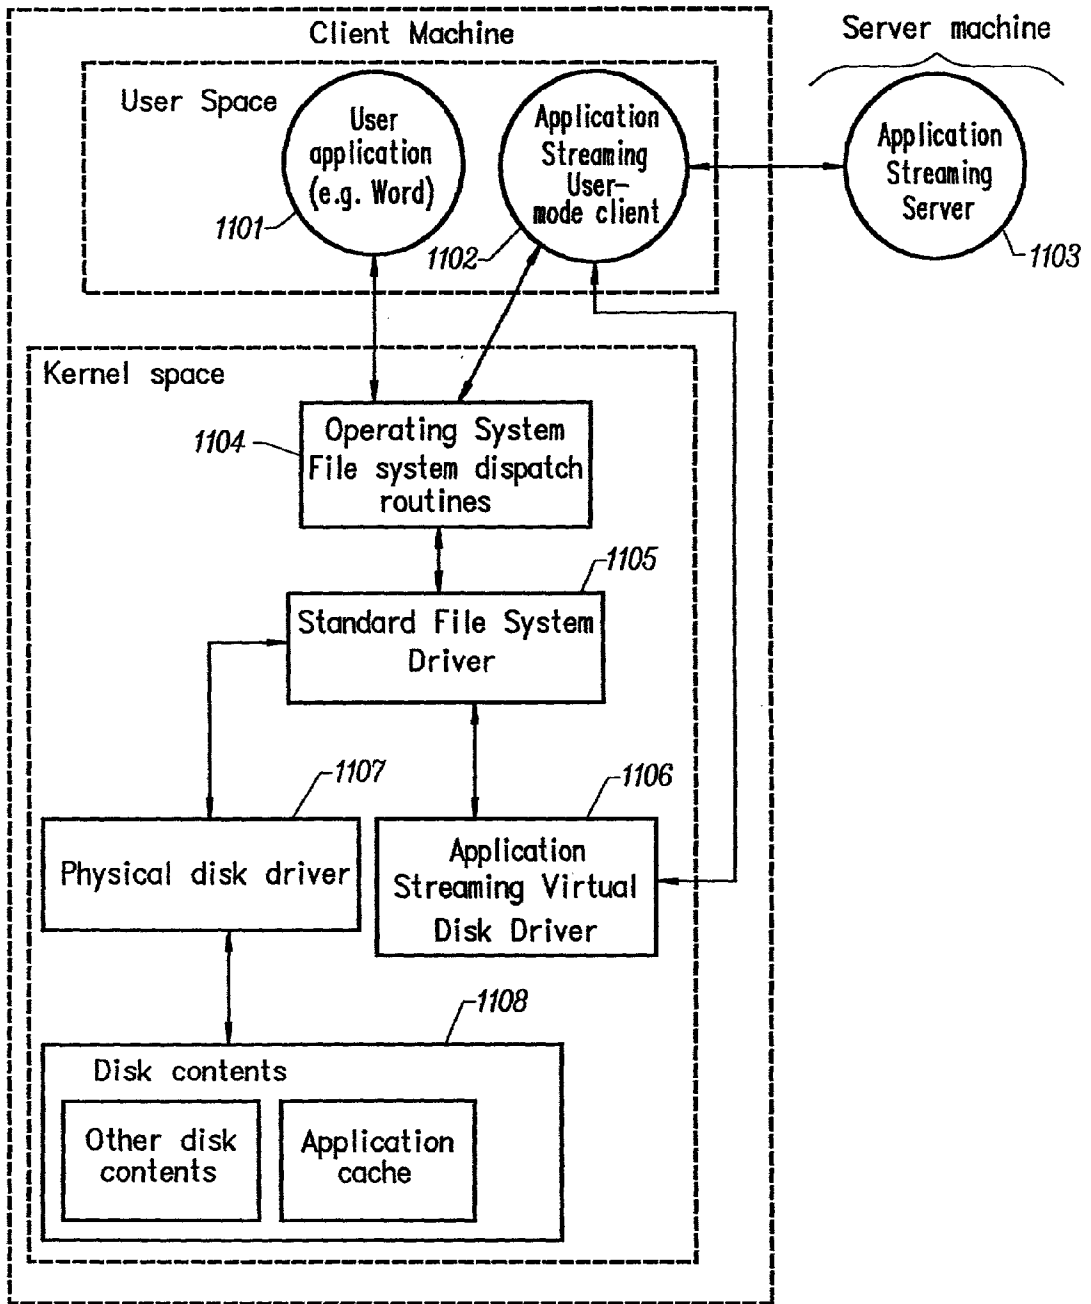 Client Machine
Server machine
User Space
User
application
(e.g. Word)
1101
Application
Streaming
User-
mode client
1102
Application
Streaming
Server
1103
Kernel space
1104
Operating System
File system dispatch
routines
1105
Standard File System
Driver
1107
Physical disk driver
1106
Application
Streaming Virtual
Disk Driver
1108
Disk contents
Other disk
contents
Application
cache